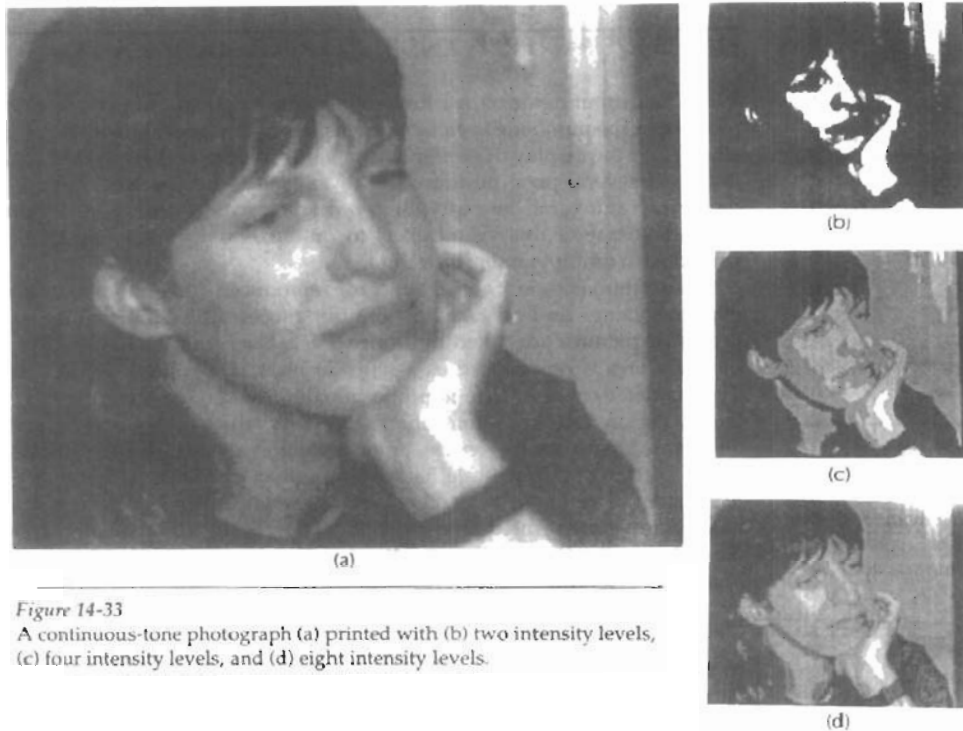 (a)
(b)
(c)
(d)
Figure 14-33
A continuous-tone photograph (a) printed with (b) two intensity levels,
(c) four intensity levels, and (d) eight intensity levels.